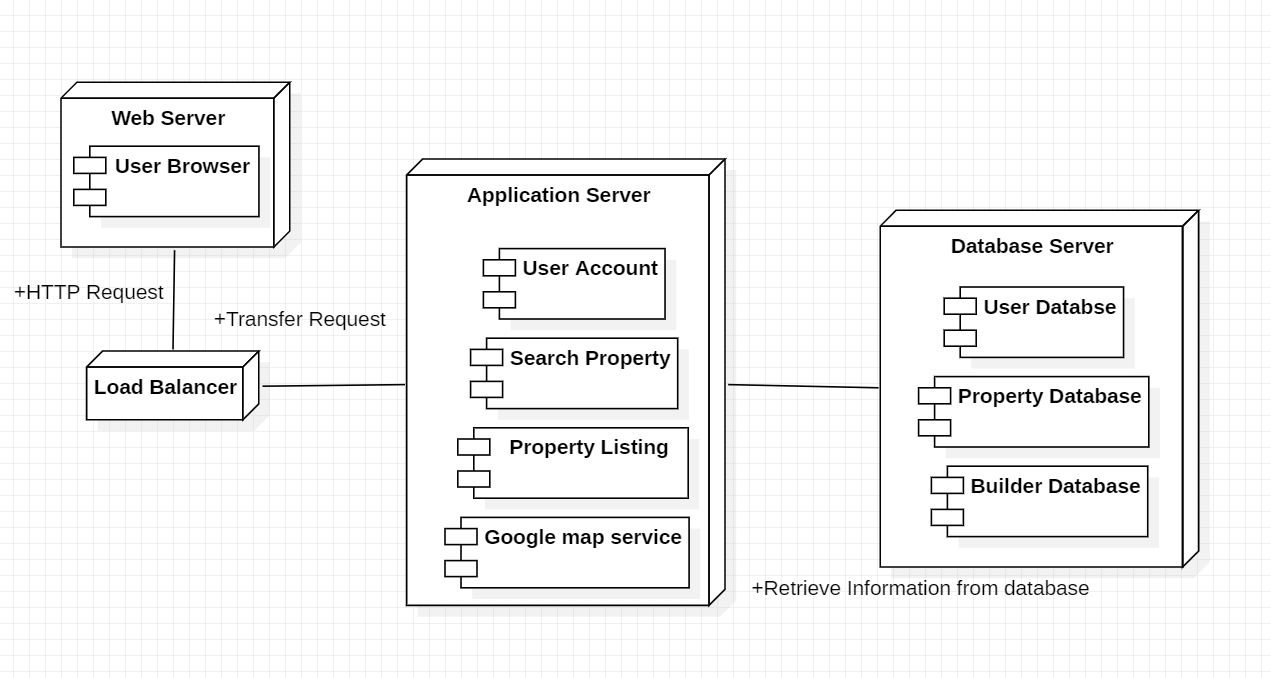 Web Server
User Browser
+HTTP Request
+Transfer Request
Load Balancer
Application Server
User Account
Search Property
Property Listing
Google map service
Database Server
User Databse
Property Database
Builder Database
+Retrieve Information from database